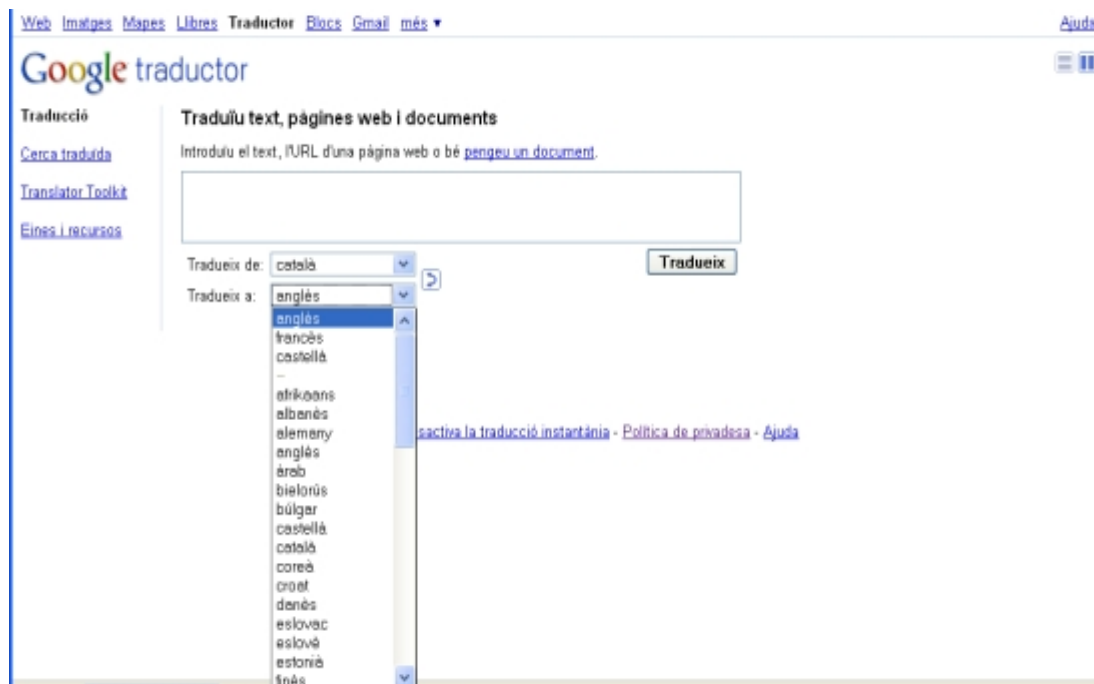 Web Imatges Mapes Llibres Traductor Blocs Gmail més ▼ Ajuda
Google traductor
Traducció
Cerca traduïda
Translator Toolkit
Eines i recursos
Traduïu text, pàgines web i documents
Introduïu el text, l'URL d'una pàgina web o bé pengeu un document.
Tradueix de: català
Tradueix
Tradueix a: anglès
anglès
francès
castellà
--
afrikaans
albanès
alemany
anglès
àrab
bielorús
búlgar
castellà
català
coreà
croat
danès
eslovac
eslovè
estonià
finès
sactiva la traducció instantània - Política de privadesa - Ajuda